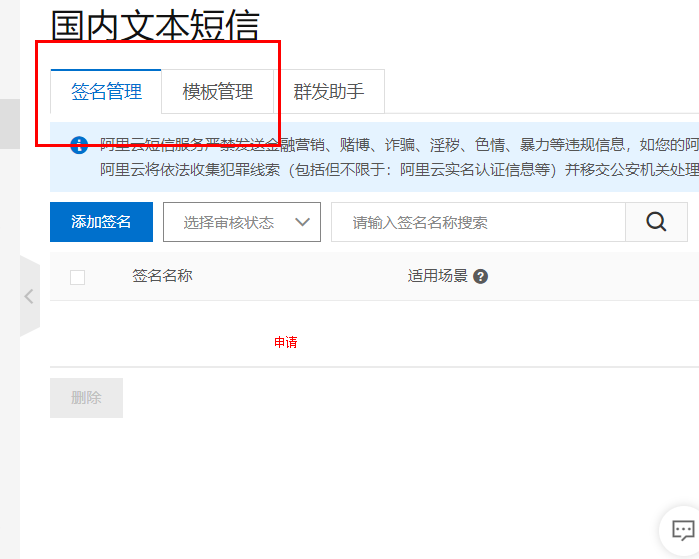 国内文本短信
签名管理 模板管理 群发助手
阿里云短信服务严禁发送金融营销、赌博、诈骗、淫秽、色情、暴力等违规信息，如您的阿
阿里云将依法收集犯罪线索（包括但不限于：阿里云实名认证信息等）并移交公安机关处理
添加签名 选择审核状态 请输入签名名称搜索
签名名称 适用场景
申请
删除